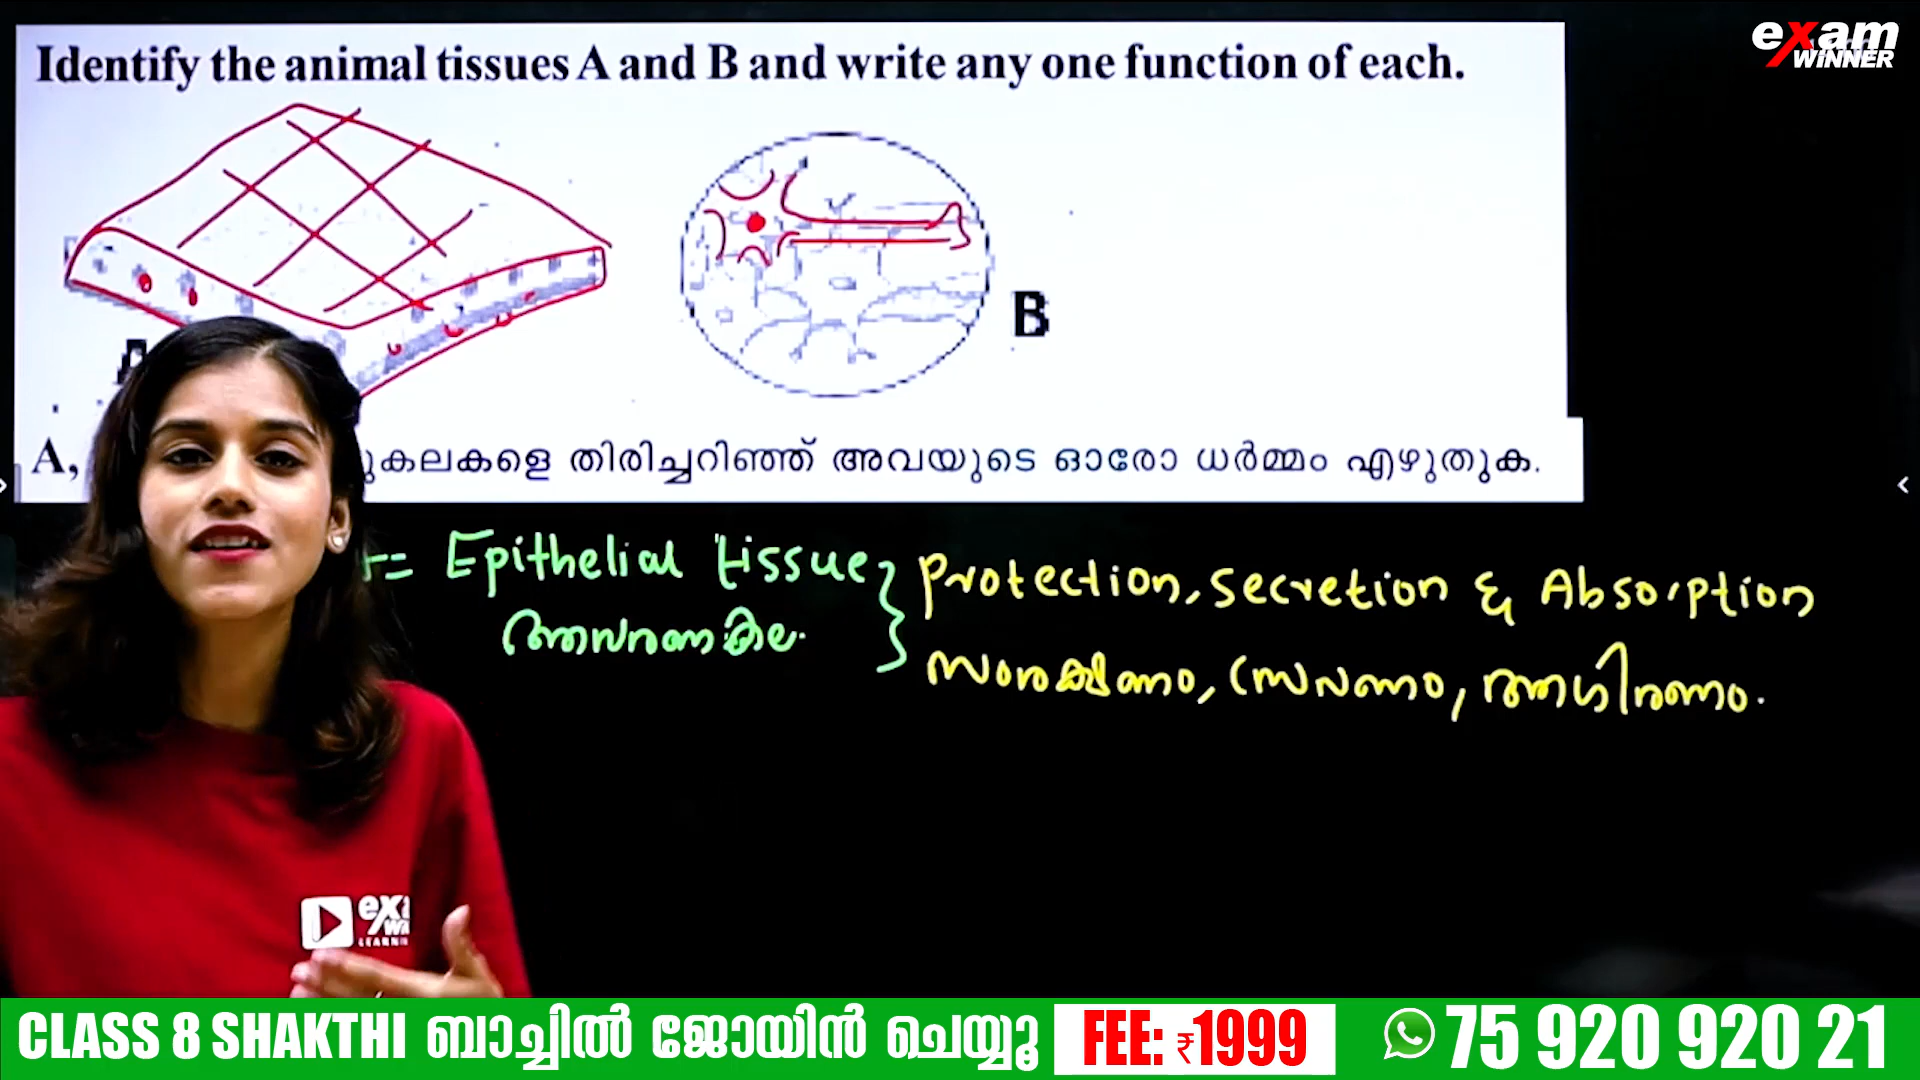 exam
WINNER
Identify the animal tissues A and B and write any one function of each.
B
A, കലകളെ തിരിച്ചറിഞ്ഞ് അവയുടെ ഓരോ ധർമ്മം എഴുതുക.
= Epithelial tissue
ആവരണകല.
Protection, secretion & Absorption
സംരക്ഷണം, സ്രവണം, ആഗിരണം.
LEARNIN
CLASS 8 SHAKTHI ബാച്ചിൽ ജോയിൻ ചെയ്യൂ FEE: ₹1999 75 920 920 21